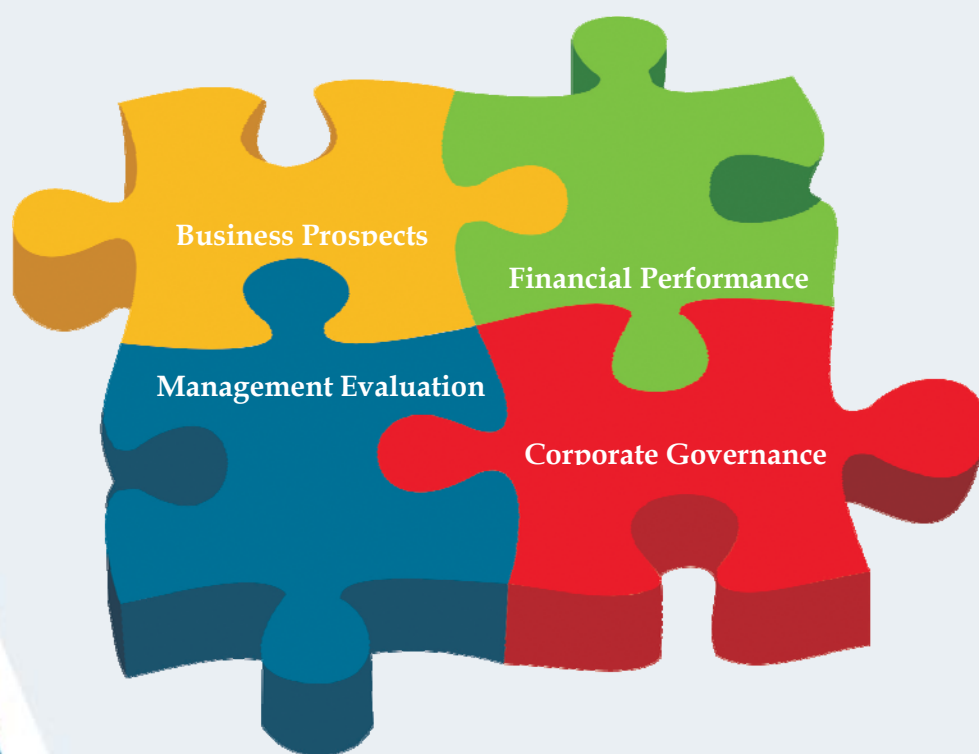 Business Prospects
Financial Performance
Management Evaluation
Corporate Governance